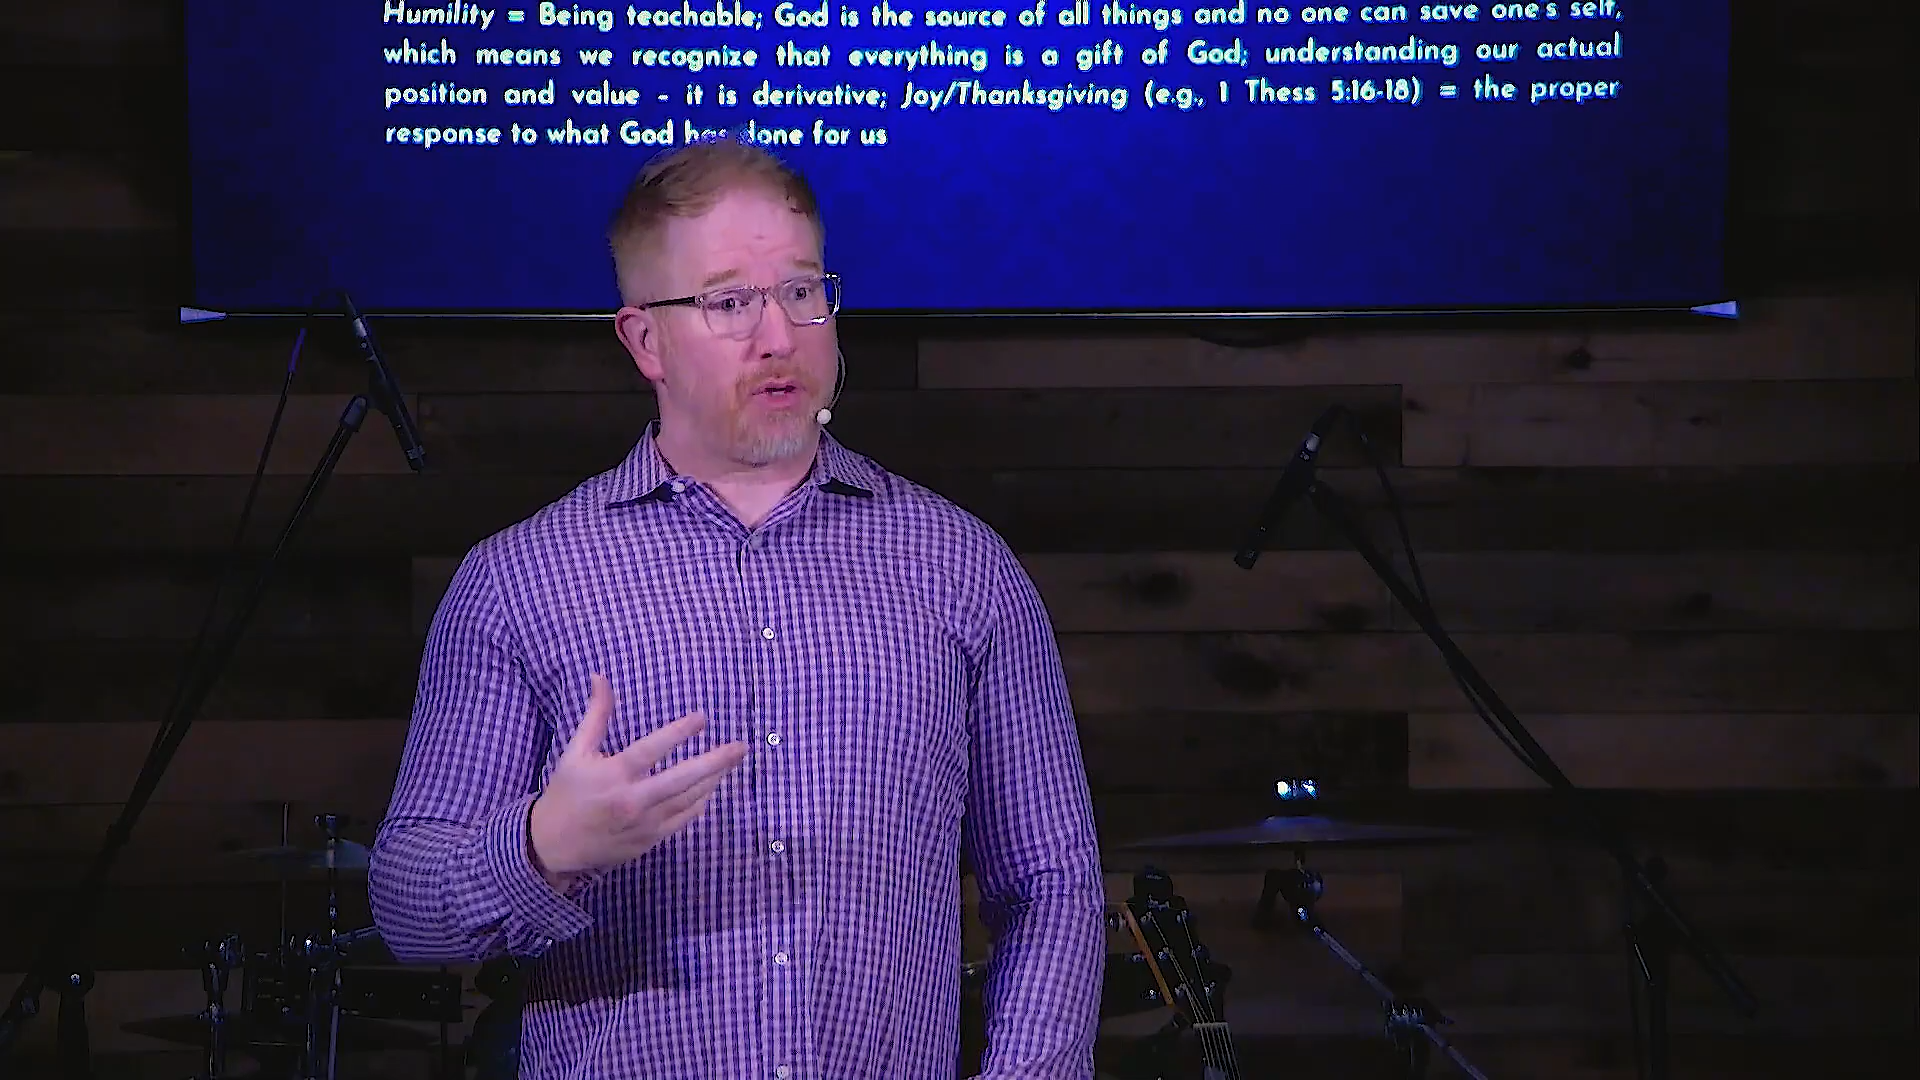 Humility = Being teachable; God is the source of all things and no one can save one's self,
which means we recognize that everything is a gift of God; understanding our actual
position and value - it is derivative; Joy/Thanksgiving (e.g., 1 Thess 5:16-18) = the proper
response to what God has done for us